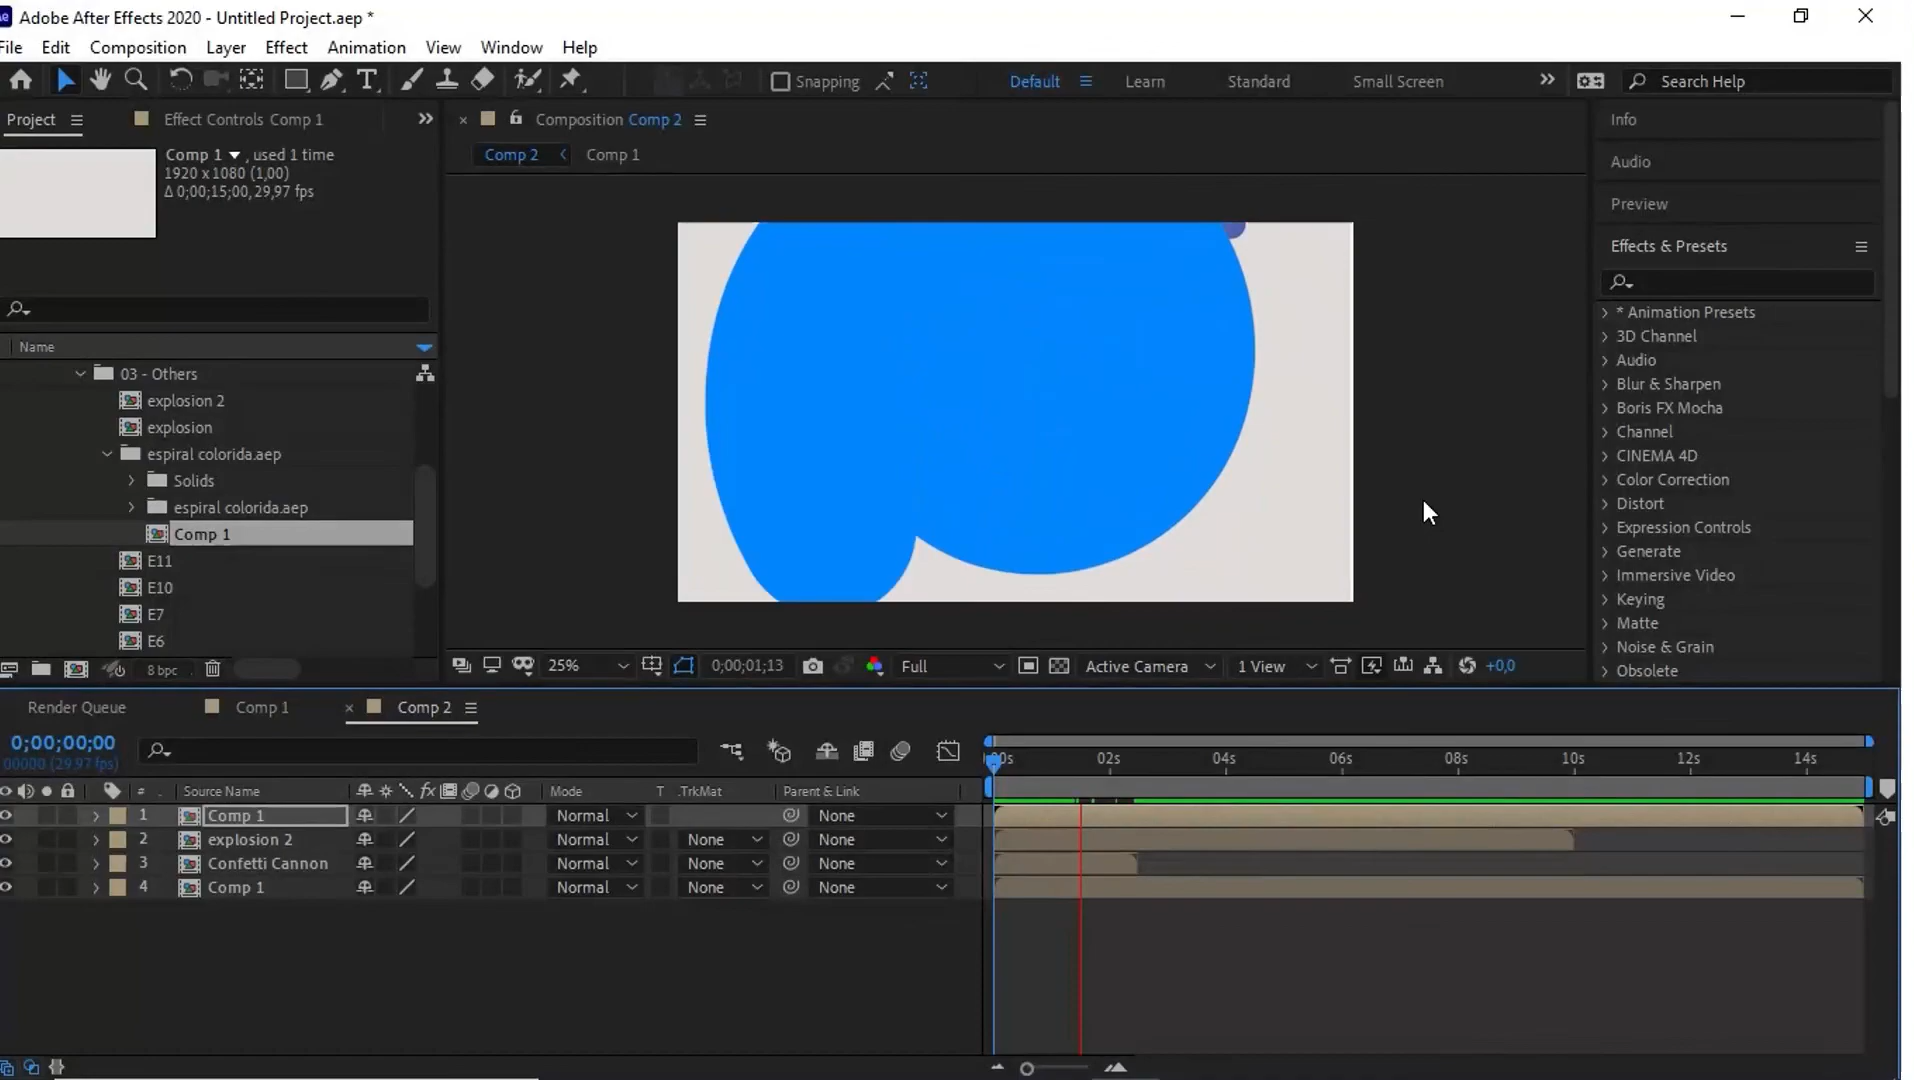 Adobe After Effects 2020 - Untitled Project.aep *
File Edit Composition Layer Effect Animation View Window Help
Snapping Default Learn Standard Small Screen Search Help
Project Effect Controls Comp 1
Comp 1 , used 1 time
1920 x 1080 (1,00)
Δ 0;00;15;00, 29,97 fps
Name
03 - Others
explosion 2
explosion
espiral colorida.aep
Solids
espiral colorida.aep
Comp 1
E11
E10
E7
E6
8 bpc
Composition Comp 2
Comp 2 Comp 1
25% 0;00;01;13 Full Active Camera 1 View +0,0
Info
Audio
Preview
Effects & Presets
* Animation Presets
3D Channel
Audio
Blur & Sharpen
Boris FX Mocha
Channel
CINEMA 4D
Color Correction
Distort
Expression Controls
Generate
Immersive Video
Keying
Matte
Noise & Grain
Obsolete
Render Queue Comp 1 Comp 2
0;00;00;00
00000 (29.97 fps)
00s 02s 04s 06s 08s 10s 12s 14s
# Source Name fx Mode T .TrkMat Parent & Link
1 Comp 1 Normal None
2 explosion 2 Normal None None
3 Confetti Cannon Normal None None
4 Comp 1 Normal None None